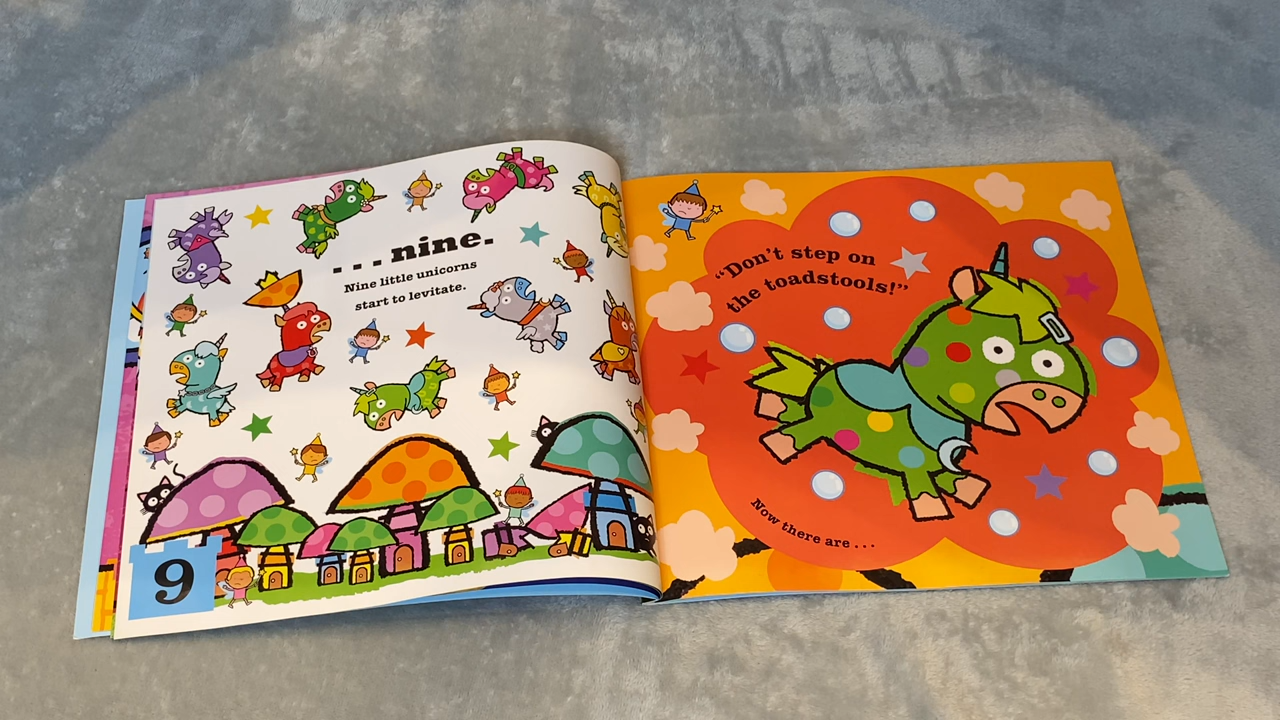 . . . nine.
Nine little unicorns
start to levitate.
9
“Don’t step on
the toadstools!”
Now there are . . .